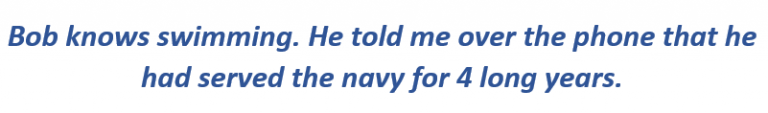 Bob knows swimming. He told me over the phone that he
had served the navy for 4 long years.